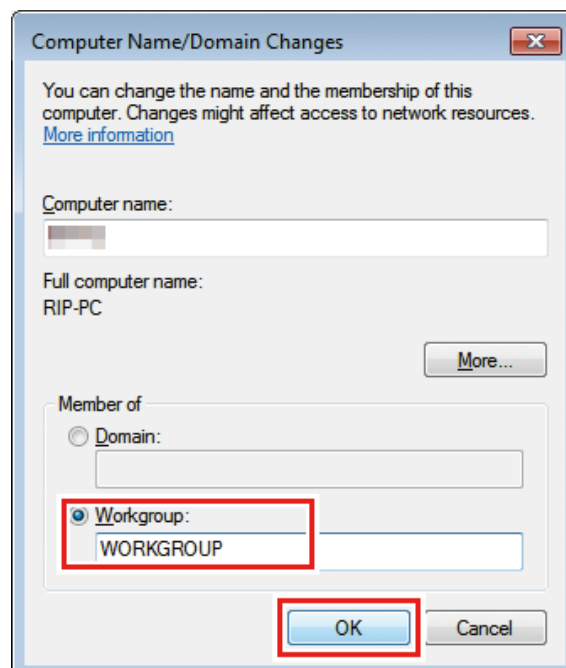 Computer Name/Domain Changes
You can change the name and the membership of this
computer. Changes might affect access to network resources.
More information
Computer name:
Full computer name:
RIP-PC
More...
Member of
Domain:
Workgroup:
WORKGROUP
OK
Cancel